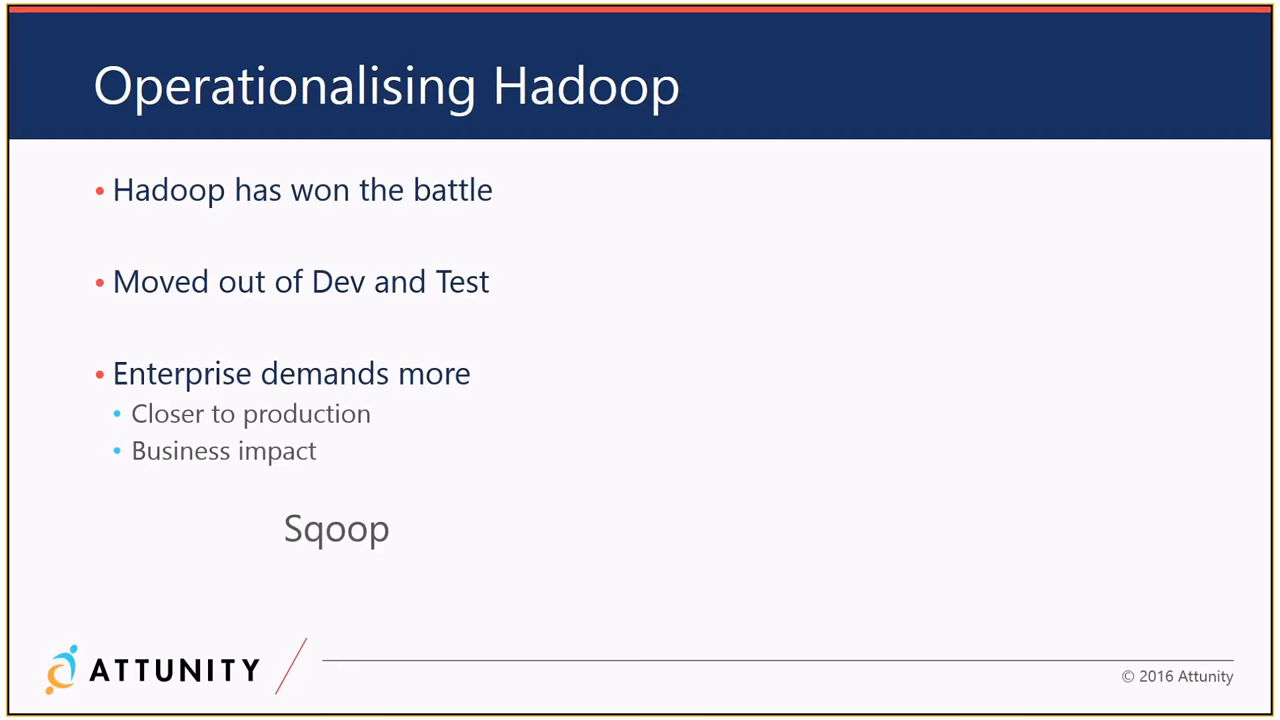 Operationalising Hadoop
• Hadoop has won the battle
• Moved out of Dev and Test
• Enterprise demands more
• Closer to production
• Business impact
Sqoop
ATTUNITY
© 2016 Attunity